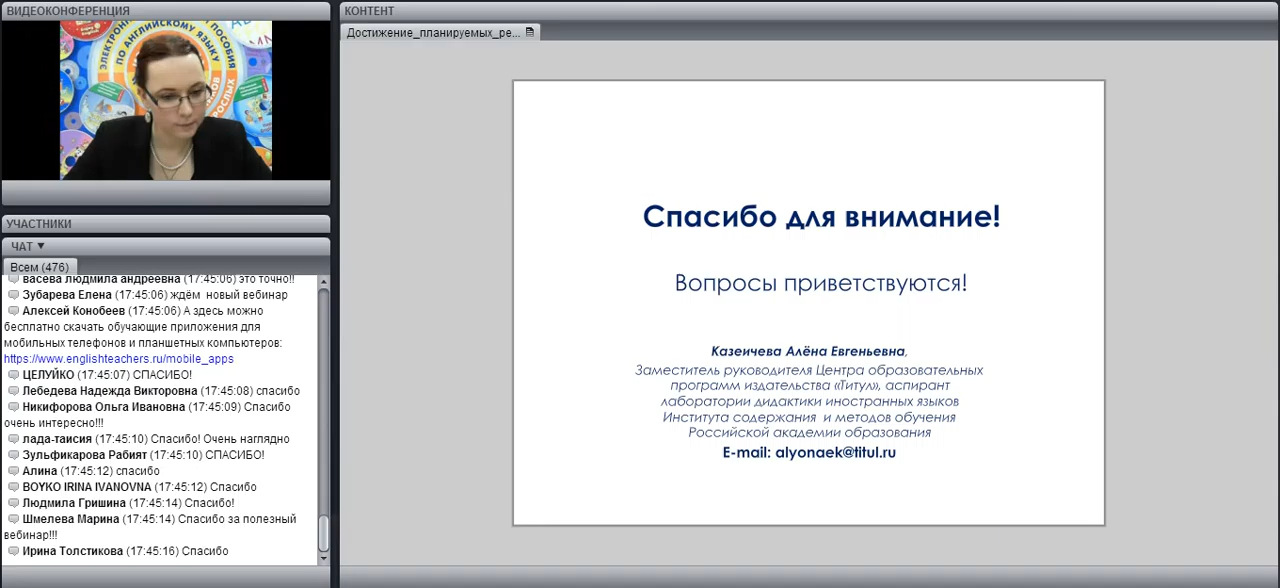 ВИДЕОКОНФЕРЕНЦИЯ
ЭЛЕКТРОННЫЕ ПОСОБИЯ
ПО АНГЛИЙСКОМУ ЯЗЫКУ
УЧАСТНИКИ
ЧАТ ▼
Всем (476)
васева людмила андреевна (17:45:06) это точно!!
Зубарева Елена (17:45:06) ждём новый вебинар
Алексей Конобеев (17:45:06) А здесь можно
бесплатно скачать обучающие приложения для
мобильных телефонов и планшетных компьютеров:
https://www.englishteachers.ru/mobile_apps
ЦЕЛУЙКО (17:45:07) СПАСИБО!
Лебедева Надежда Викторовна (17:45:08) спасибо
Никифорова Ольга Ивановна (17:45:09) Спасибо
очень интересно!!!
лада-таисия (17:45:10) Спасибо! Очень наглядно
Зульфикарова Рабият (17:45:10) СПАСИБО!
Алина (17:45:12) спасибо
BOYKO IRINA IVANOVNA (17:45:12) Спасибо
Людмила Гришина (17:45:14) Спасибо!
Шмелева Марина (17:45:14) Спасибо за полезный
вебинар!!!
Ирина Толстикова (17:45:16) Спасибо
КОНТЕНТ
Достижение_планируемых_ре...
Спасибо для внимание!
Вопросы приветствуются!
Казеичева Алёна Евгеньевна,
Заместитель руководителя Центра образовательных
программ издательства «Титул», аспирант
лаборатории дидактики иностранных языков
Института содержания и методов обучения
Российской академии образования
E-mail: alyonaek@titul.ru